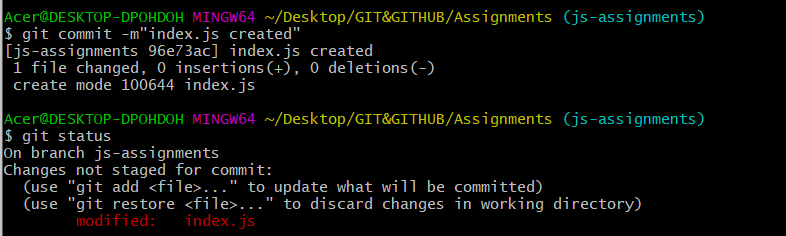 Acer@DESKTOP-DPOHDOH MINGW64 ~/Desktop/GIT&GITHUB/Assignments (js-assignments)
$ git commit -m"index.js created"
[js-assignments 96e73ac] index.js created
 1 file changed, 0 insertions(+), 0 deletions(-)
 create mode 100644 index.js
Acer@DESKTOP-DPOHDOH MINGW64 ~/Desktop/GIT&GITHUB/Assignments (js-assignments)
$ git status
On branch js-assignments
Changes not staged for commit:
  (use "git add <file>..." to update what will be committed)
  (use "git restore <file>..." to discard changes in working directory)
        modified:   index.js